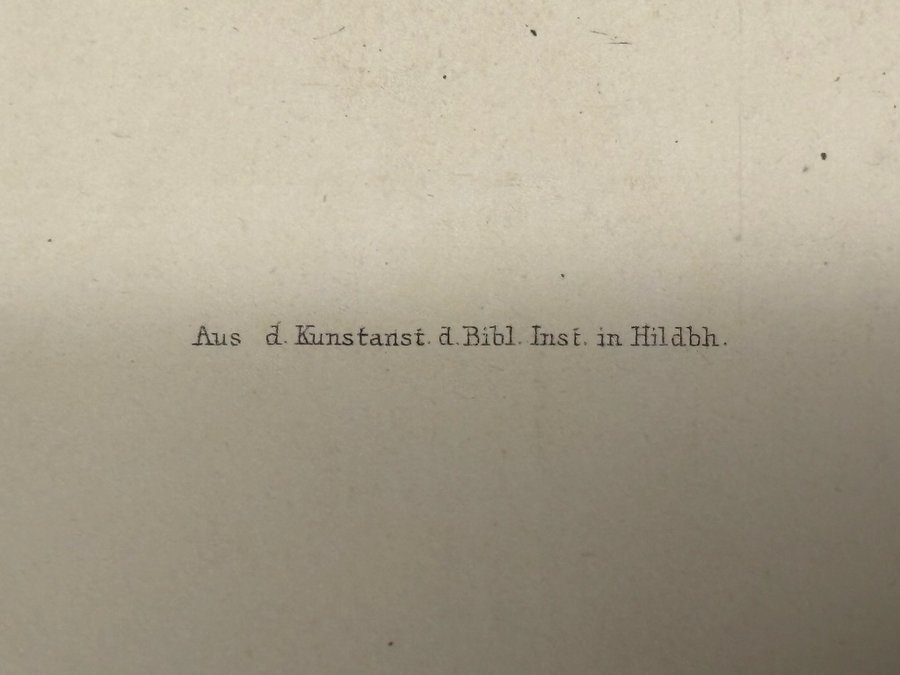 Aus d. Kunstanst. d. Bibl. Inst. in Hildbh.